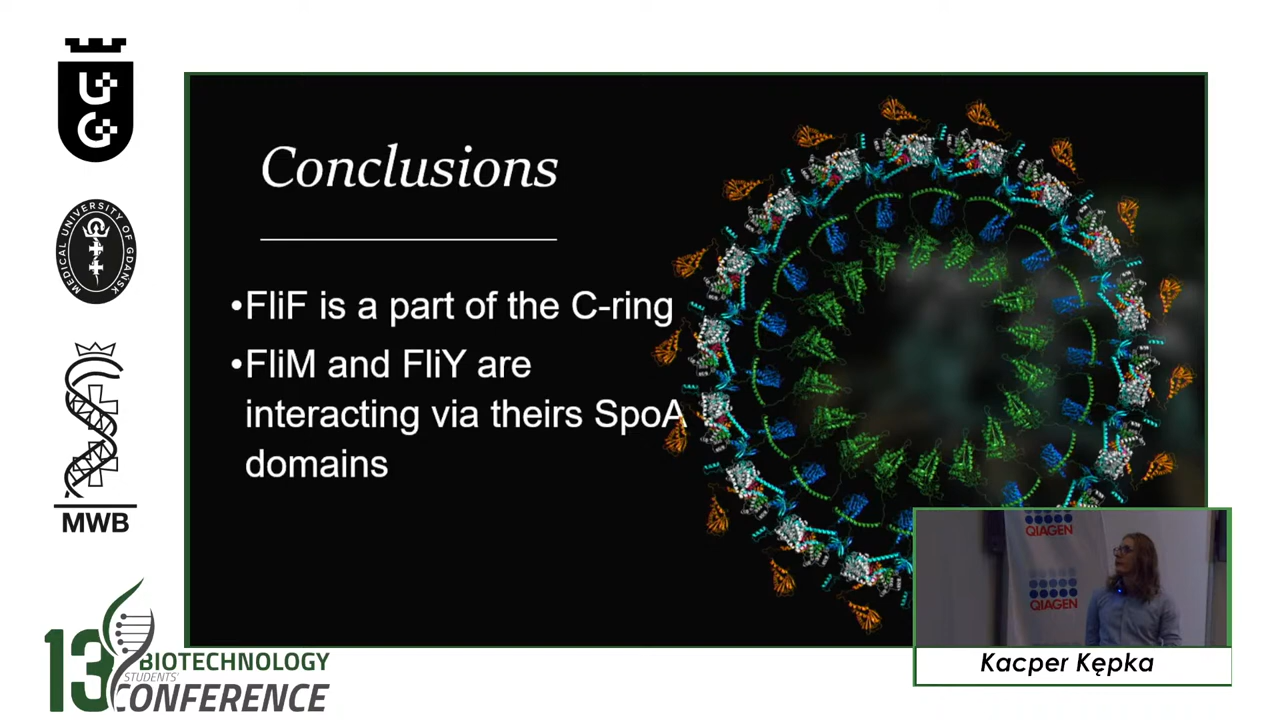 UG
MEDICAL UNIVERSITY OF GDANSK
MWB
13
BIOTECHNOLOGY
STUDENTS'
CONFERENCE
Conclusions
•FliF is a part of the C-ring
•FliM and FliY are
interacting via theirs SpoA
domains
QIAGEN
QIAGEN
Kacper Kępka